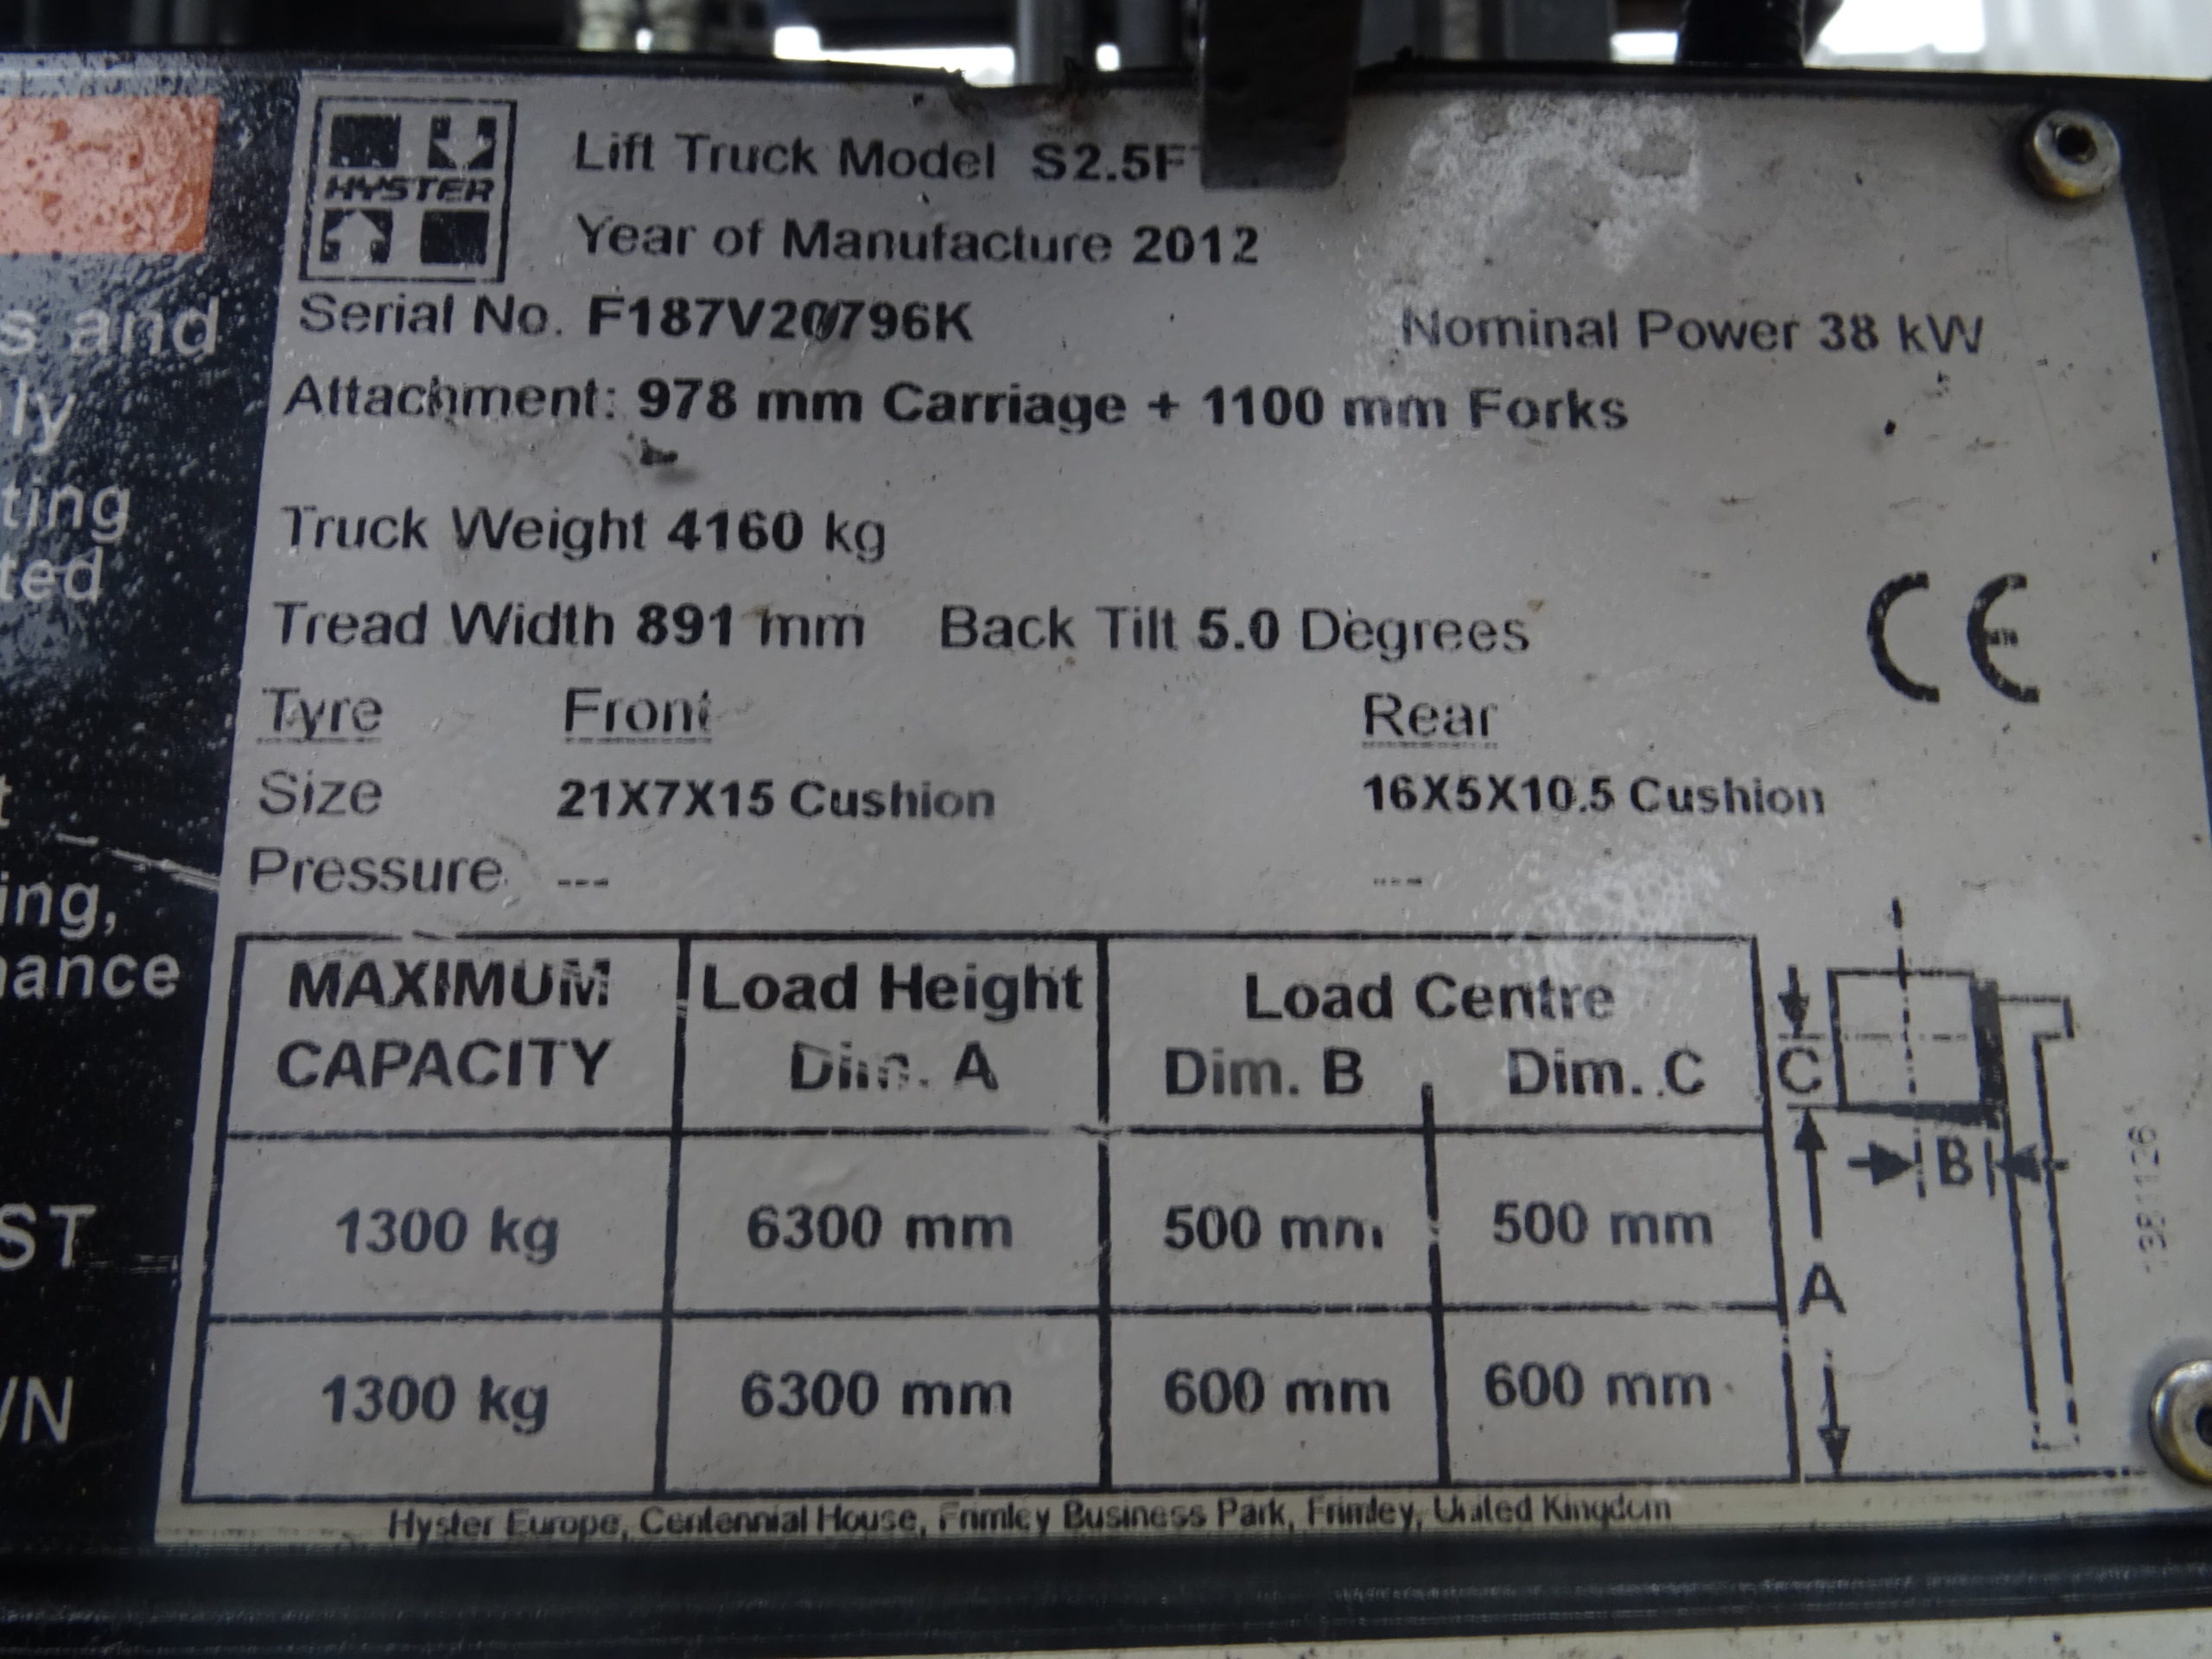 HYSTER
Lift Truck Model S2.5F
Year of Manufacture 2012
Serial No. F187V20796K
Nominal Power 38 kW
Attachment: 978 mm Carriage + 1100 mm Forks
Truck Weight 4160 kg
Tread Width 891 mm Back Tilt 5.0 Degrees
CE
Tyre Front Rear
Size 21X7X15 Cushion 16X5X10.5 Cushion
Pressure --- ---
MAXIMUM CAPACITY Load Height Dim. A Load Centre Dim. B Dim. C
1300 kg 6300 mm 500 mm 500 mm
1300 kg 6300 mm 600 mm 600 mm
C
B
A
Hyster Europe, Centennial House, Frimley Business Park, Frimley, United Kingdom
s and
ly
ting
ted
t
ing,
nance
ST
WN